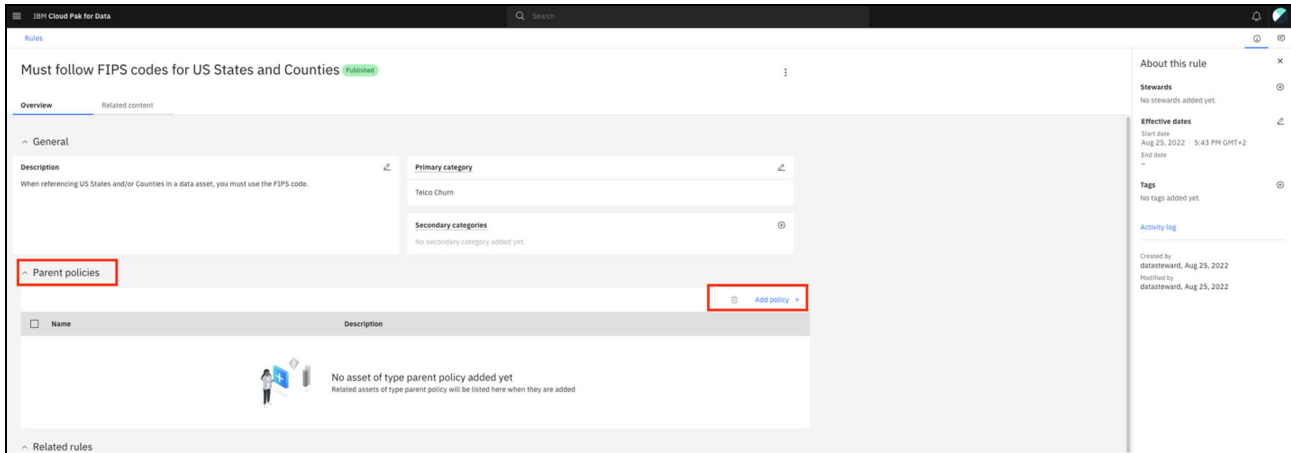 IBM Cloud Pak for Data
Search
Rules
Must follow FIPS codes for US States and Counties Published
Overview Related content
General
Description
When referencing US States and/or Counties in a data asset, you must use the FIPS code.
Primary category
Telco Churn
Secondary categories
No secondary category added yet.
Parent policies
Add policy +
Name Description
No asset of type parent policy added yet
Related assets of type parent policy will be listed here when they are added
Related rules
About this rule
Stewards
No stewards added yet.
Effective dates
Start date
Aug 25, 2022 5:43 PM GMT+2
End date
–
Tags
No tags added yet.
Activity log
Created by
datasteward, Aug 25, 2022
Modified by
datasteward, Aug 25, 2022